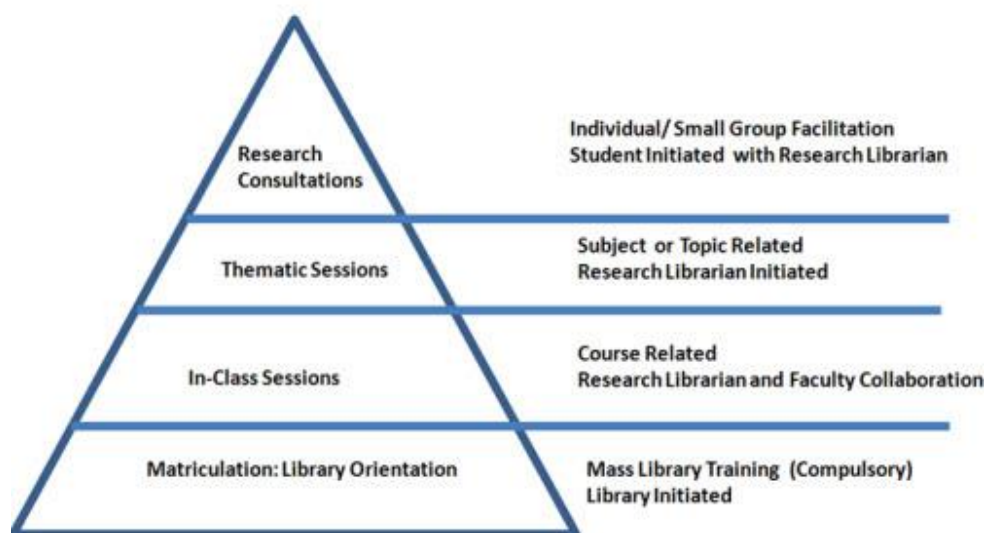 Research
Consultations
Individual/ Small Group Facilitation
Student Initiated with Research Librarian
Thematic Sessions
Subject or Topic Related
Research Librarian Initiated
In-Class Sessions
Course Related
Research Librarian and Faculty Collaboration
Matriculation: Library Orientation
Mass Library Training (Compulsory)
Library Initiated